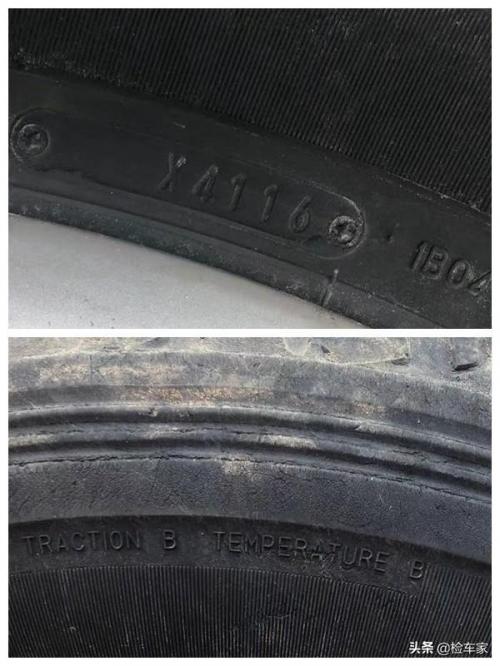 X4116
1B04
TRACTION B TEMPERATURE B
头条 @检车家